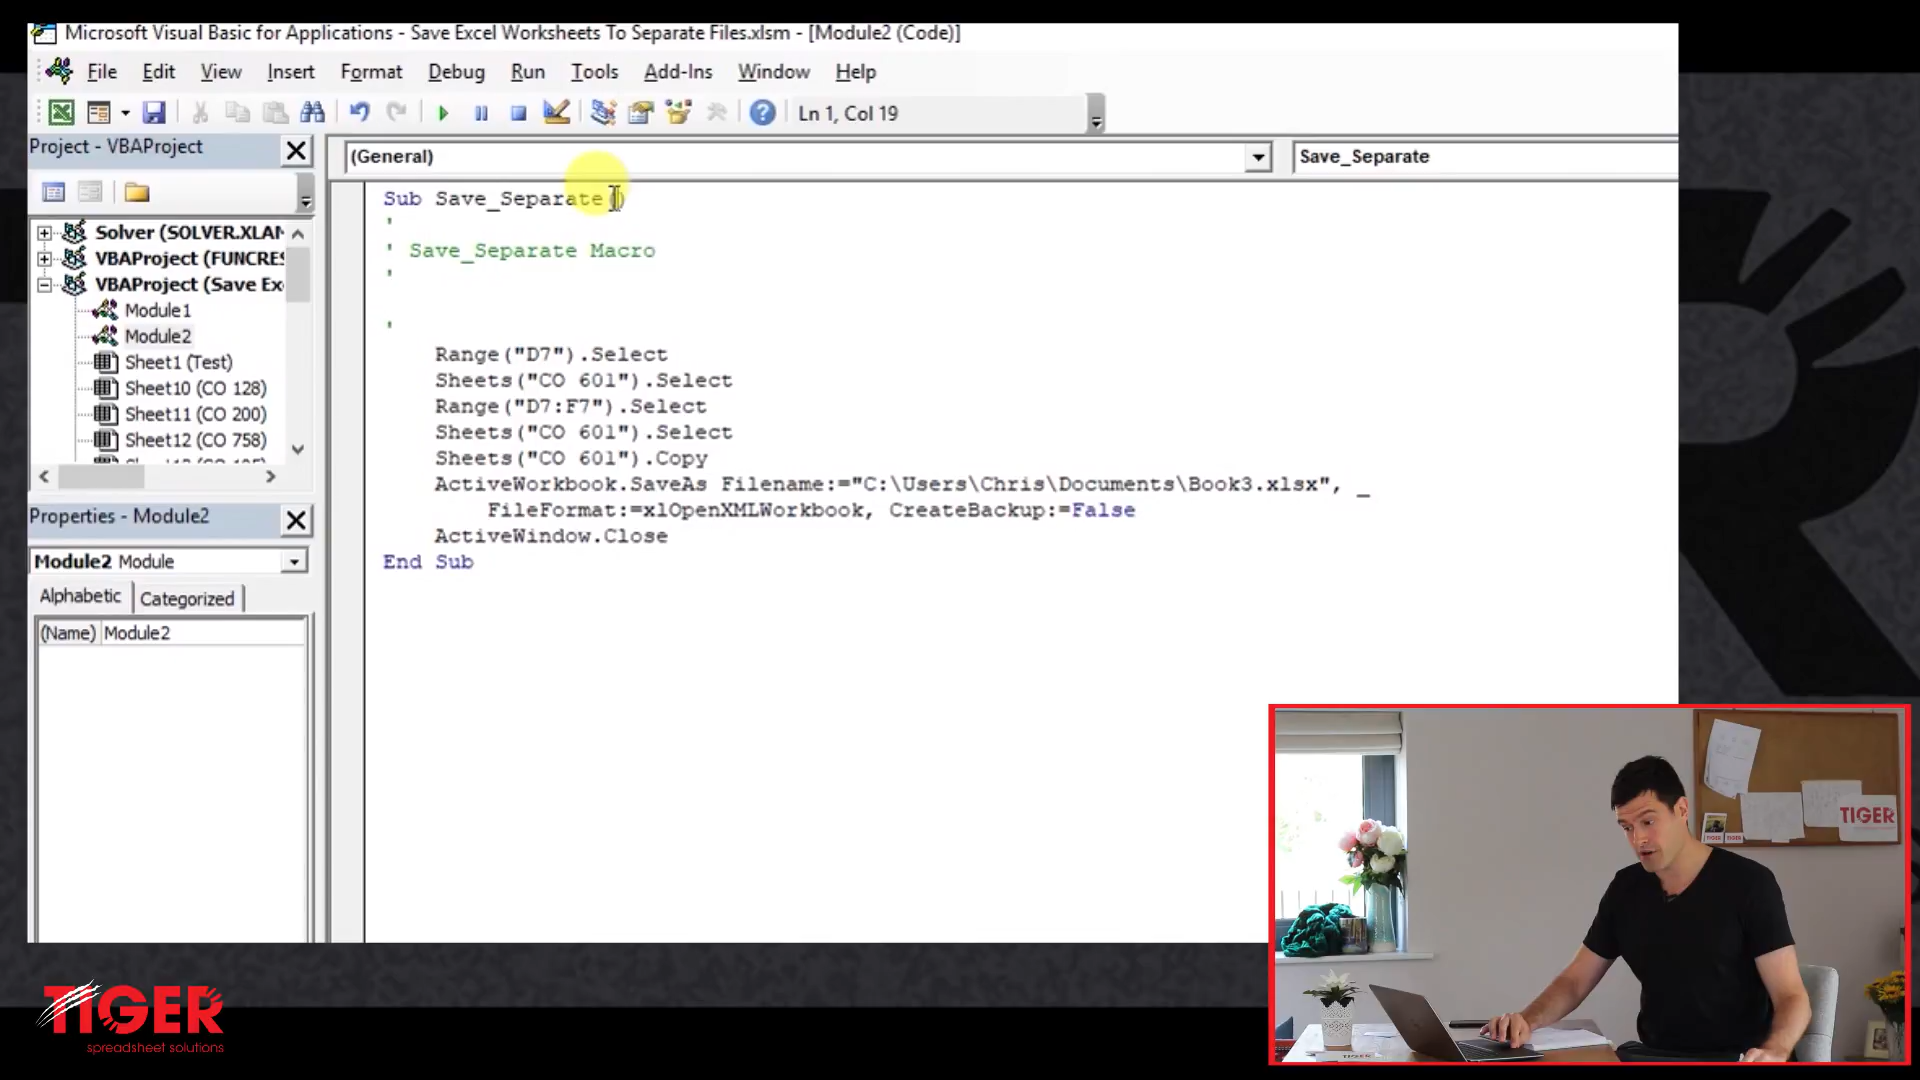 Microsoft Visual Basic for Applications - Save Excel Worksheets To Separate Files.xlsm - [Module2 (Code)]
File Edit View Insert Format Debug Run Tools Add-Ins Window Help
Ln 1, Col 19
Project - VBAProject
Solver (SOLVER.XLAM
VBAProject (FUNCRES
VBAProject (Save Ex
Module1
Module2
Sheet1 (Test)
Sheet10 (CO 128)
Sheet11 (CO 200)
Sheet12 (CO 758)
Properties - Module2
Module2 Module
Alphabetic Categorized
(Name) Module2
(General)
Save_Separate
Sub Save_Separate()
'
' Save_Separate Macro
'
'
Range("D7").Select
Sheets("CO 601").Select
Range("D7:F7").Select
Sheets("CO 601").Select
Sheets("CO 601").Copy
ActiveWorkbook.SaveAs Filename:="C:\Users\Chris\Documents\Book3.xlsx", _
FileFormat:=xlOpenXMLWorkbook, CreateBackup:=False
ActiveWindow.Close
End Sub
TIGER
spreadsheet solutions
TIGER